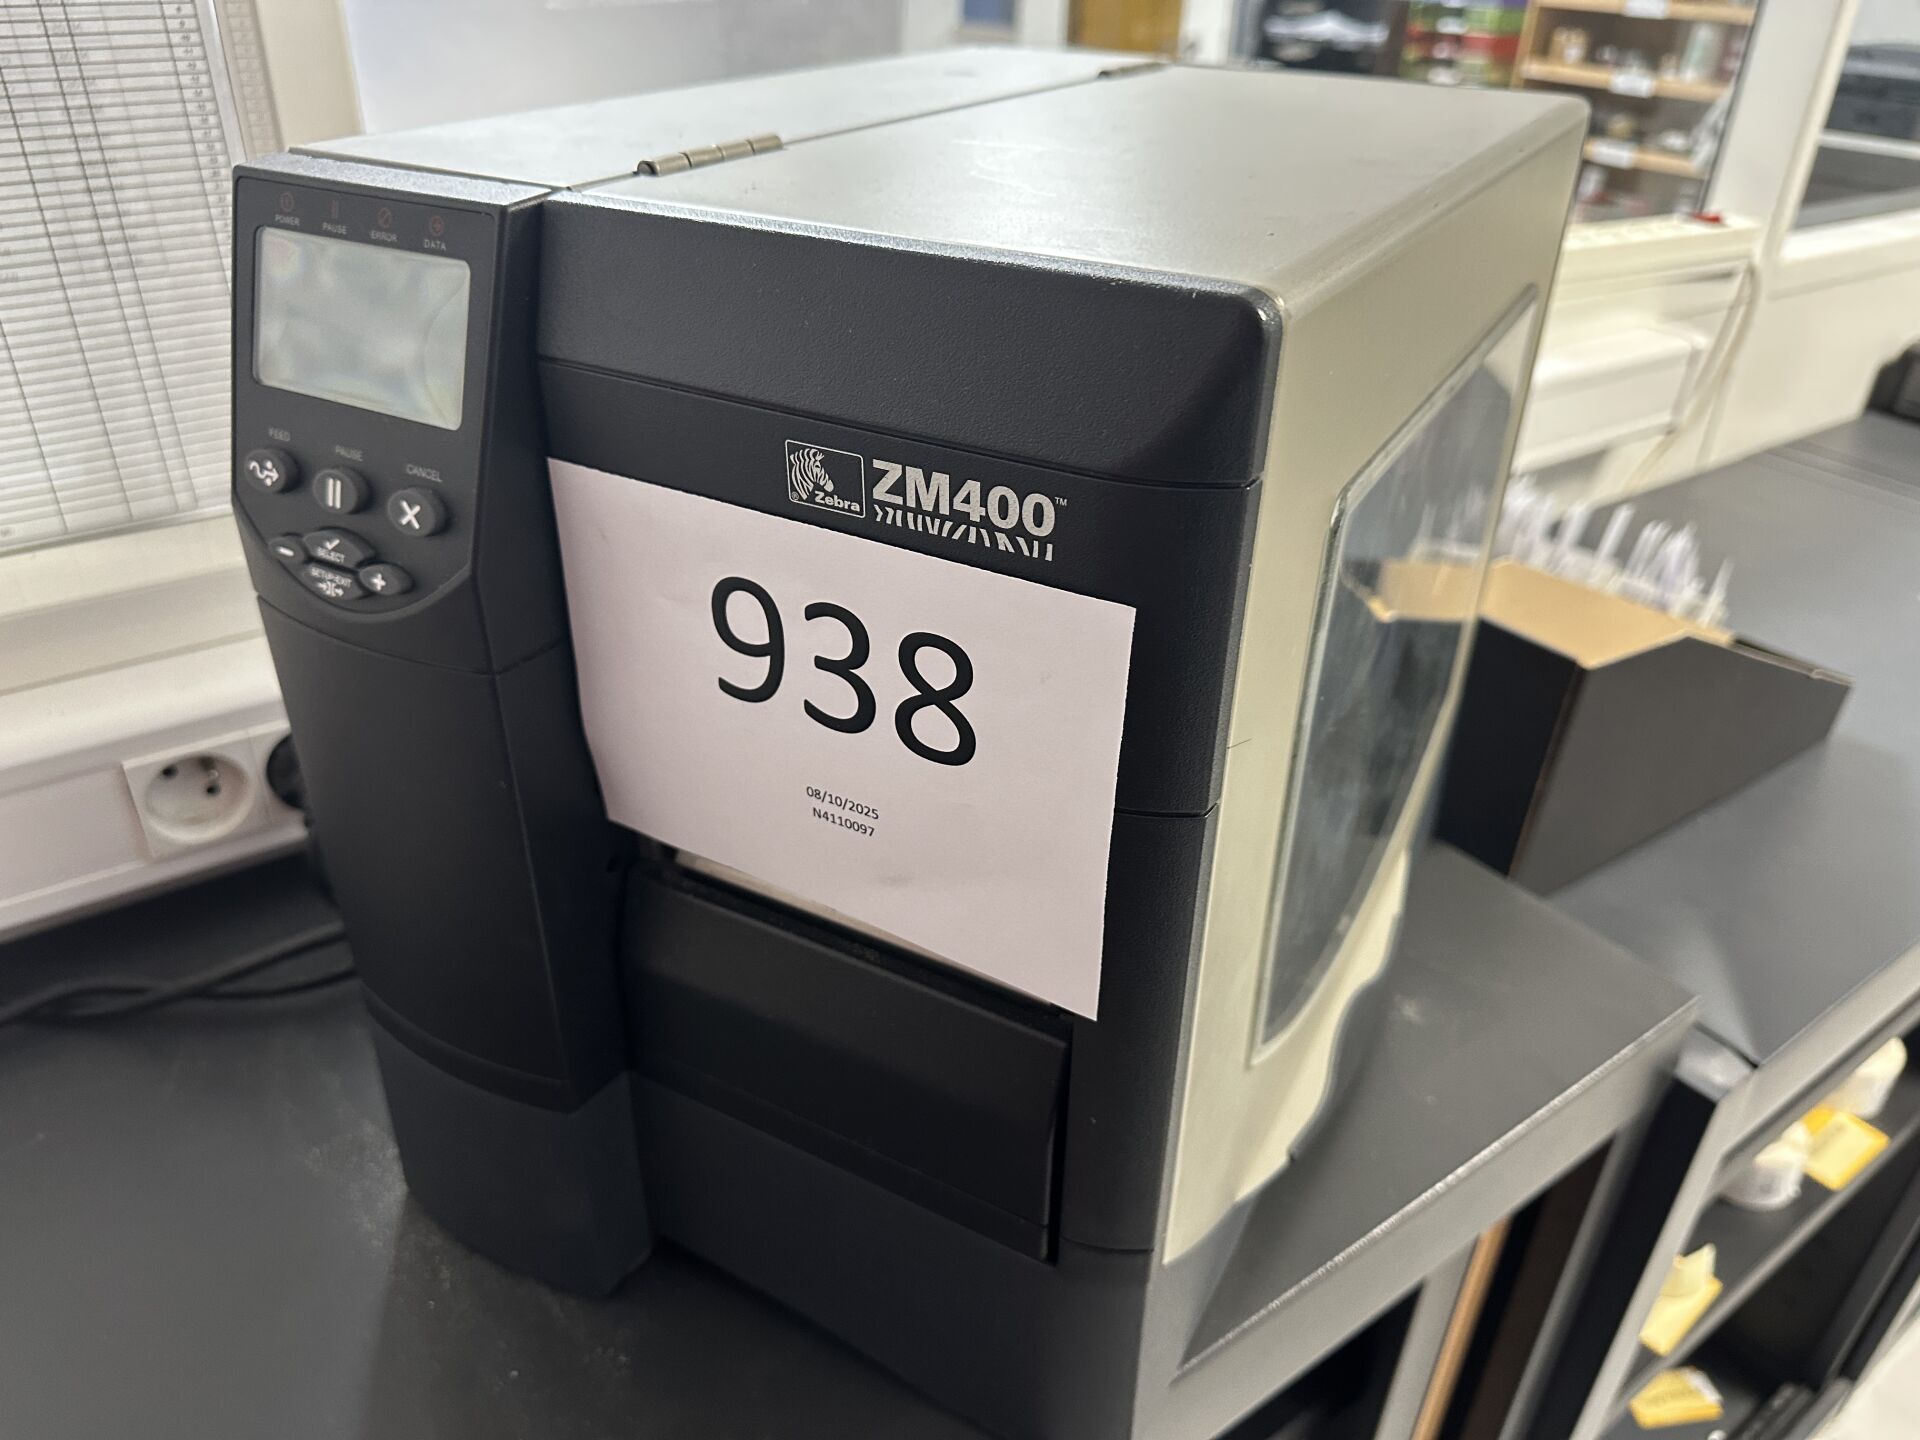 POWER
PAUSE
ERROR
DATA
FEED
PAUSE
CANCEL
SELECT
SETUP/EXIT
® Zebra
ZM400™
938
08/10/2025
N4110097